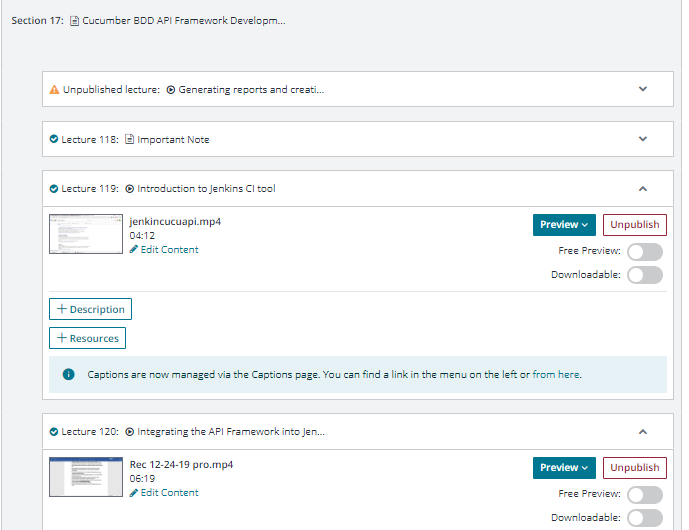 Section 17: Cucumber BDD API Framework Developm...
Unpublished lecture: Generating reports and creati...
Lecture 118: Important Note
Lecture 119: Introduction to Jenkins CI tool
jenkincucuapi.mp4
04:12
Edit Content
Preview
Unpublish
Free Preview:
Downloadable:
+ Description
+ Resources
Captions are now managed via the Captions page. You can find a link in the menu on the left or from here.
Lecture 120: Integrating the API Framework into Jen...
Rec 12-24-19 pro.mp4
06:19
Edit Content
Preview
Unpublish
Free Preview:
Downloadable: